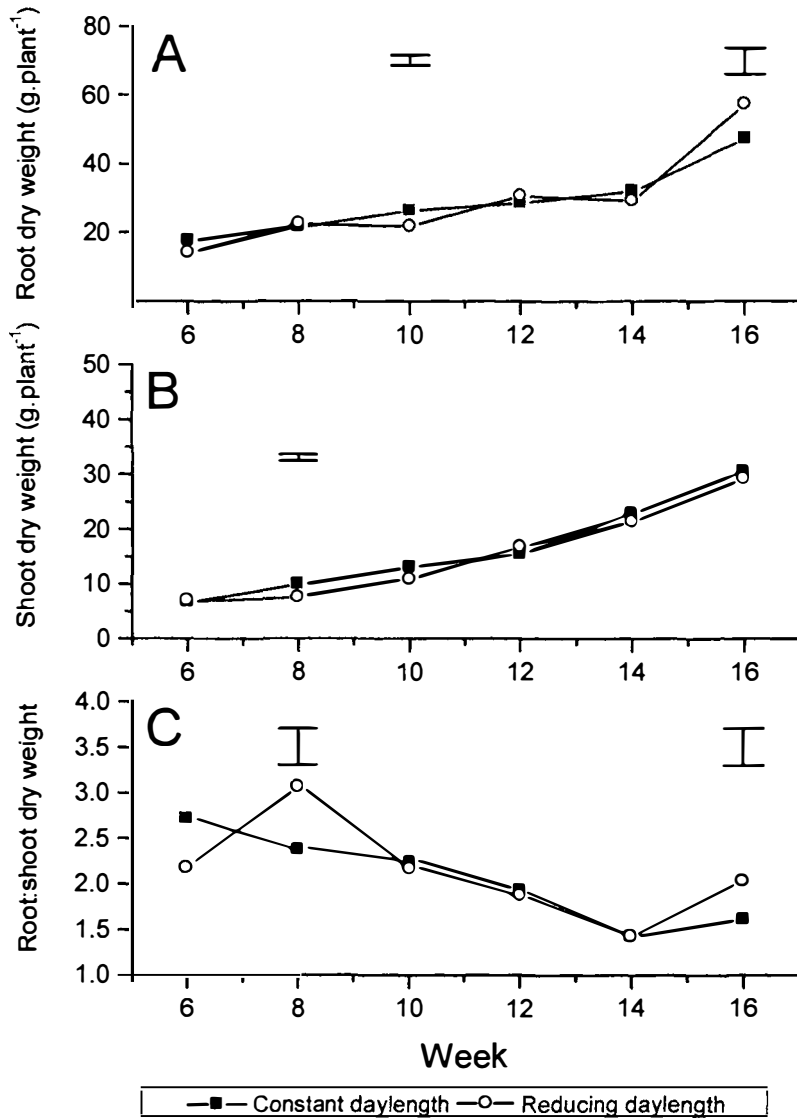 A
Root dry weight (g.plant⁻¹)
80
60
40
20
6 8 10 12 14 16
B
Shoot dry weight (g.plant⁻¹)
50
40
30
20
10
0
6 8 10 12 14 16
C
Root:shoot dry weight
4.0
3.5
3.0
2.5
2.0
1.5
1.0
6 8 10 12 14 16
Week
Constant daylength Reducing daylength